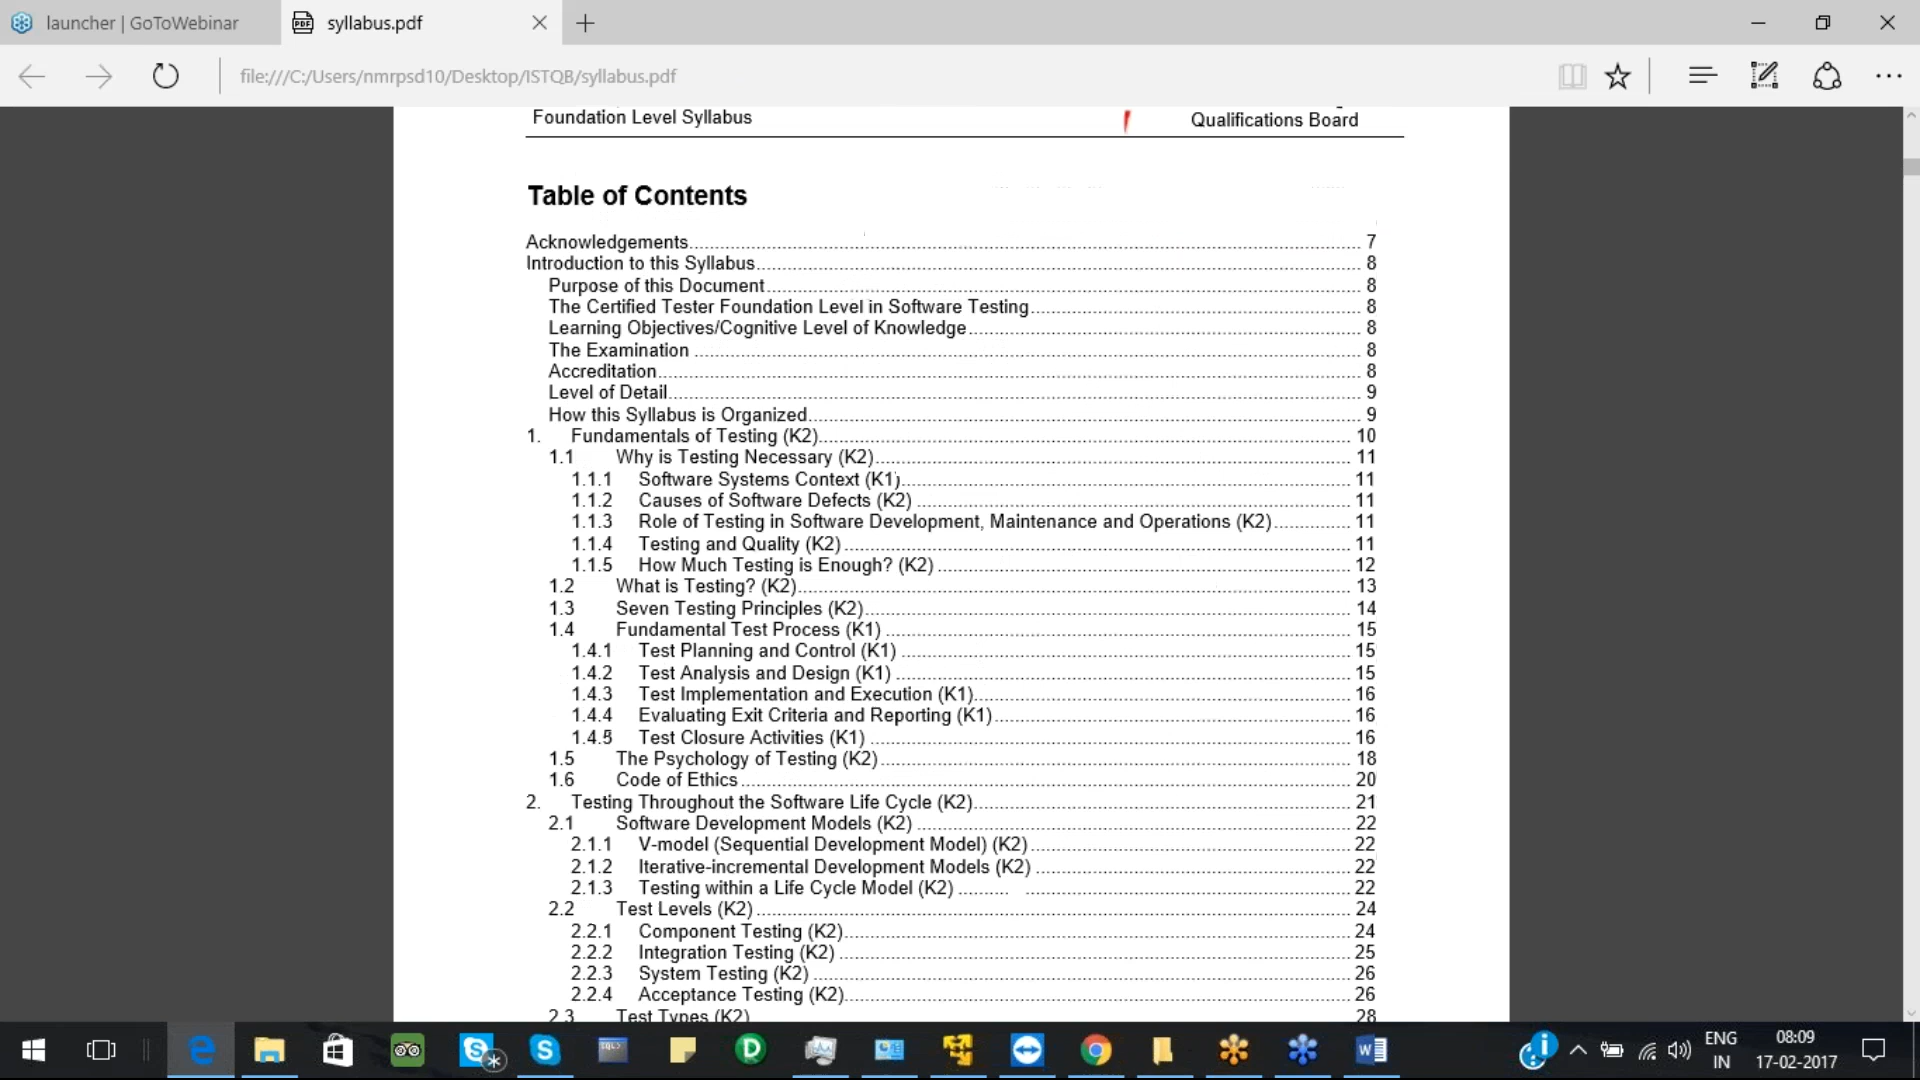 launcher | GoToWebinar
syllabus.pdf
file:///C:/Users/nmrpsd10/Desktop/ISTQB/syllabus.pdf
Foundation Level Syllabus
Qualifications Board
Table of Contents
Acknowledgements 7
Introduction to this Syllabus 8
Purpose of this Document 8
The Certified Tester Foundation Level in Software Testing 8
Learning Objectives/Cognitive Level of Knowledge 8
The Examination 8
Accreditation 8
Level of Detail 9
How this Syllabus is Organized 9
1. Fundamentals of Testing (K2) 10
1.1 Why is Testing Necessary (K2) 11
1.1.1 Software Systems Context (K1) 11
1.1.2 Causes of Software Defects (K2) 11
1.1.3 Role of Testing in Software Development, Maintenance and Operations (K2) 11
1.1.4 Testing and Quality (K2) 11
1.1.5 How Much Testing is Enough? (K2) 12
1.2 What is Testing? (K2) 13
1.3 Seven Testing Principles (K2) 14
1.4 Fundamental Test Process (K1) 15
1.4.1 Test Planning and Control (K1) 15
1.4.2 Test Analysis and Design (K1) 15
1.4.3 Test Implementation and Execution (K1) 16
1.4.4 Evaluating Exit Criteria and Reporting (K1) 16
1.4.5 Test Closure Activities (K1) 16
1.5 The Psychology of Testing (K2) 18
1.6 Code of Ethics 20
2. Testing Throughout the Software Life Cycle (K2) 21
2.1 Software Development Models (K2) 22
2.1.1 V-model (Sequential Development Model) (K2) 22
2.1.2 Iterative-incremental Development Models (K2) 22
2.1.3 Testing within a Life Cycle Model (K2) 22
2.2 Test Levels (K2) 24
2.2.1 Component Testing (K2) 24
2.2.2 Integration Testing (K2) 25
2.2.3 System Testing (K2) 26
2.2.4 Acceptance Testing (K2) 26
2.3 Test Types (K2) 28
ENG
IN
08:09
17-02-2017